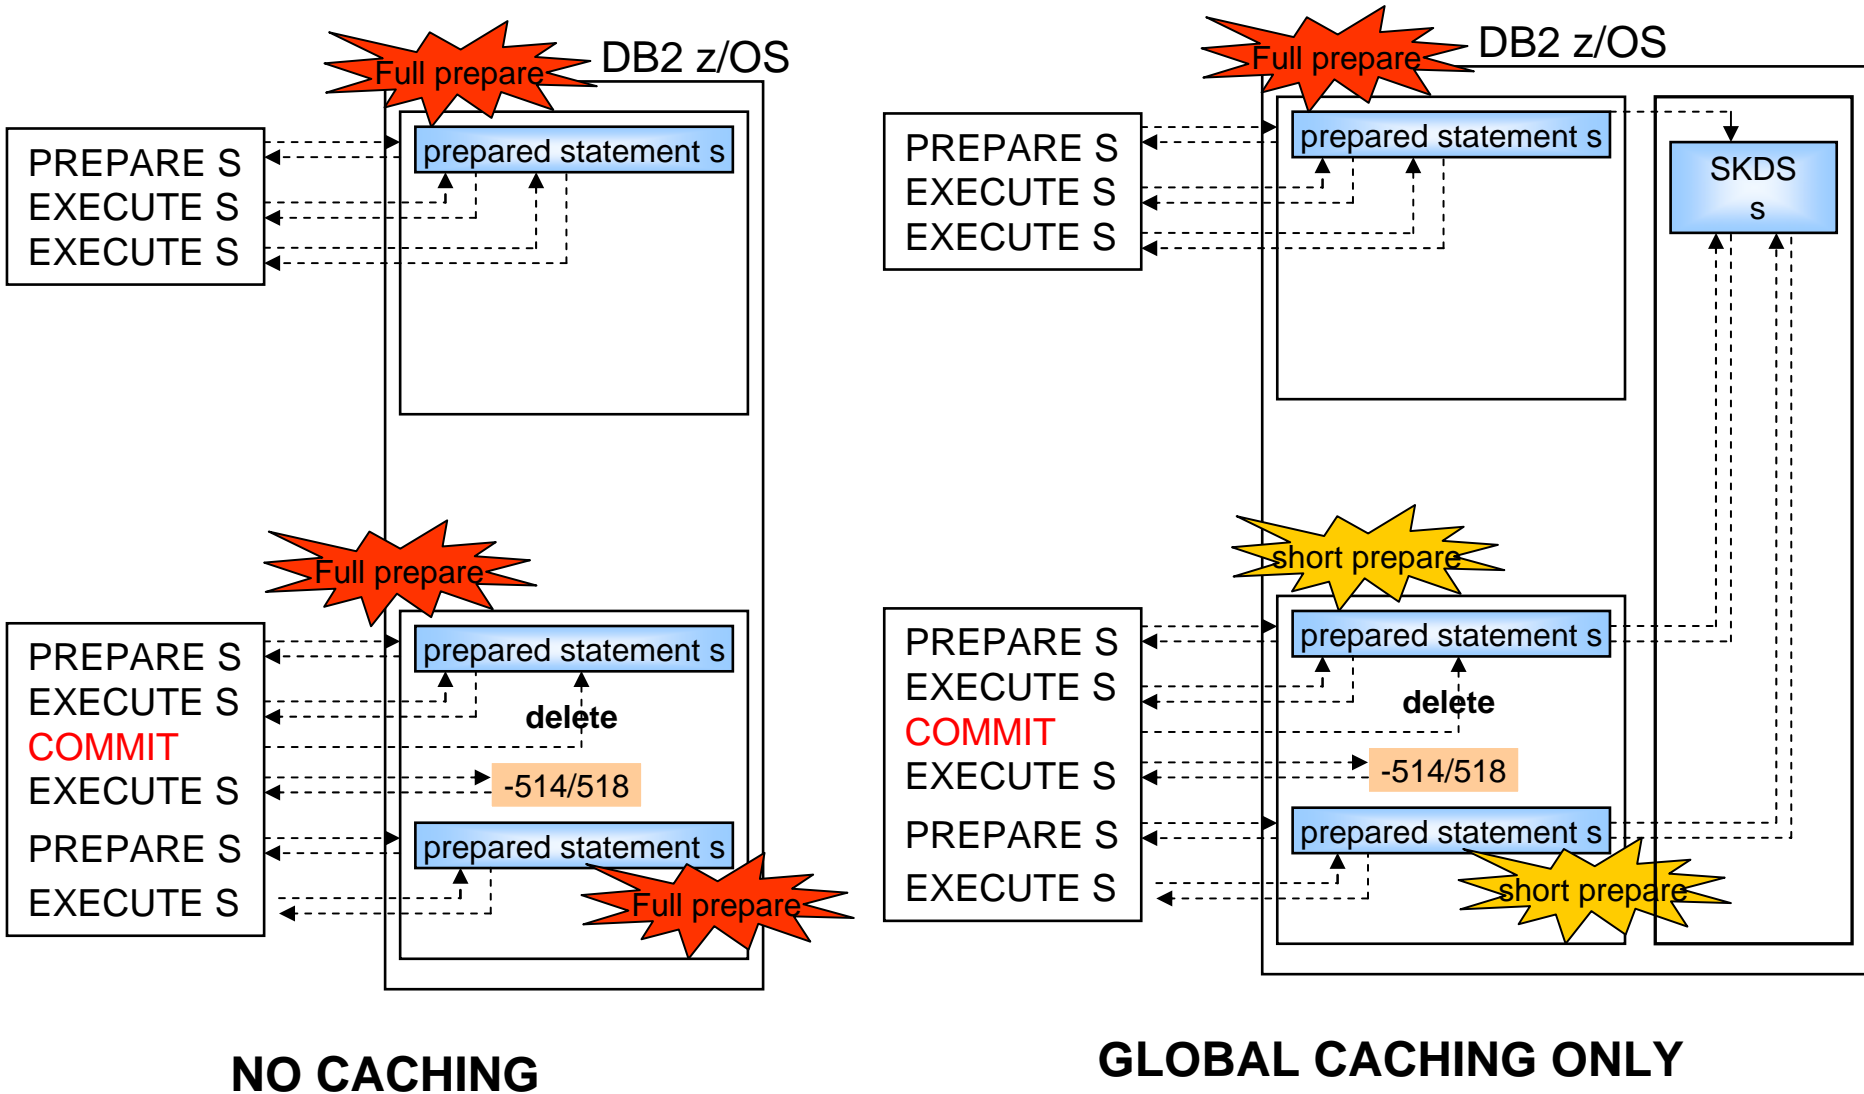 Full prepare
DB2 z/OS
PREPARE S
EXECUTE S
EXECUTE S
prepared statement s
Full prepare
PREPARE S
EXECUTE S
COMMIT
EXECUTE S
PREPARE S
EXECUTE S
prepared statement s
delete
-514/518
prepared statement s
Full prepare
NO CACHING
Full prepare
DB2 z/OS
PREPARE S
EXECUTE S
EXECUTE S
prepared statement s
SKDS
s
short prepare
PREPARE S
EXECUTE S
COMMIT
EXECUTE S
PREPARE S
EXECUTE S
prepared statement s
delete
-514/518
prepared statement s
short prepare
GLOBAL CACHING ONLY